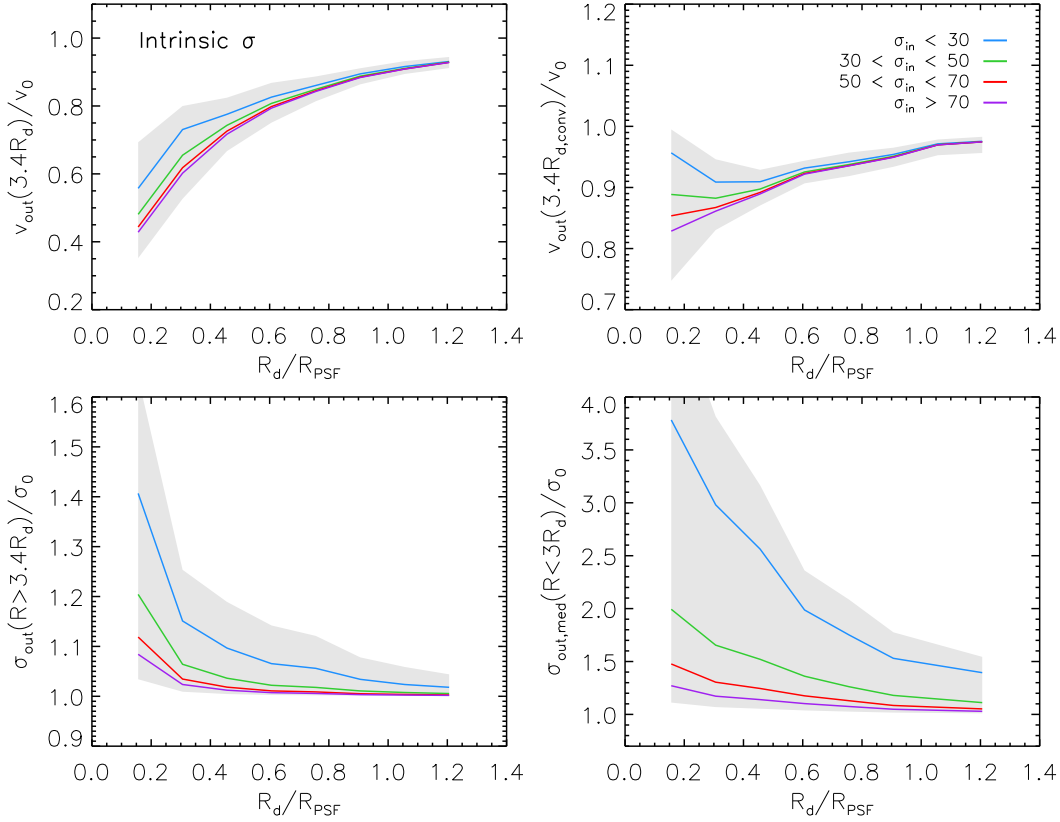 Intrinsic σ
1.0
0.8
0.6
0.4
0.2
v_out(3.4R_d)/v_0
0.0 0.2 0.4 0.6 0.8 1.0 1.2 1.4
R_d/R_PSF
σ_in < 30
30 < σ_in < 50
50 < σ_in < 70
σ_in > 70
1.2
1.1
1.0
0.9
0.8
0.7
v_out(3.4R_d,conv)/v_0
0.0 0.2 0.4 0.6 0.8 1.0 1.2 1.4
R_d/R_PSF
1.6
1.5
1.4
1.3
1.2
1.1
1.0
0.9
σ_out(R>3.4R_d)/σ_0
0.0 0.2 0.4 0.6 0.8 1.0 1.2 1.4
R_d/R_PSF
4.0
3.5
3.0
2.5
2.0
1.5
1.0
σ_out,med(R<3R_d)/σ_0
0.0 0.2 0.4 0.6 0.8 1.0 1.2 1.4
R_d/R_PSF